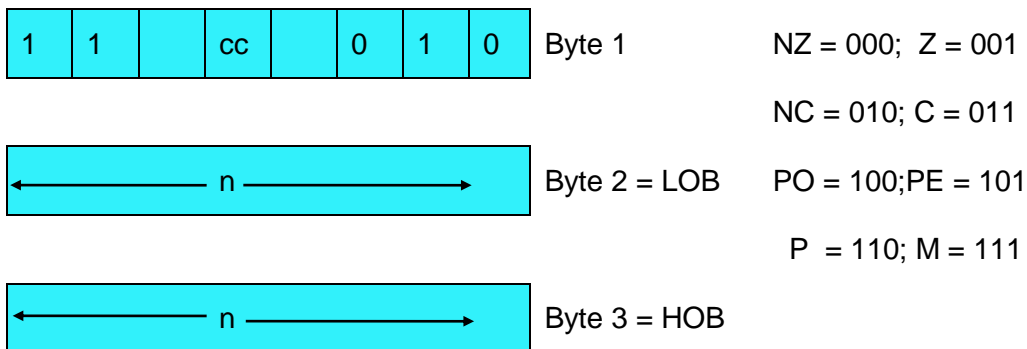 1 1 cc 0 1 0 Byte 1 NZ = 000; Z = 001
NC = 010; C = 011
n Byte 2 = LOB PO = 100;PE = 101
P = 110; M = 111
n Byte 3 = HOB